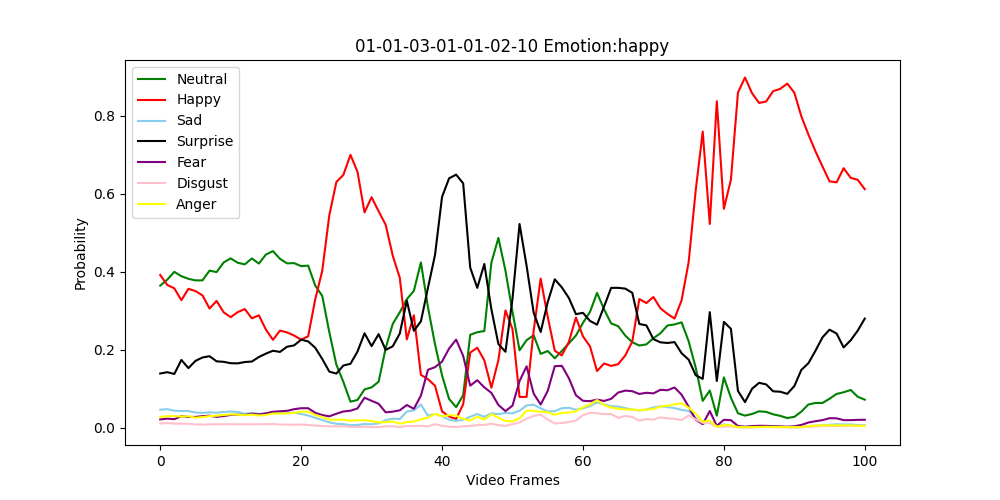 01-01-03-01-01-02-10 Emotion:happy
Neutral
Happy
Sad
Surprise
Fear
Disgust
Anger
Probability
0.8
0.6
0.4
0.2
0.0
0 20 40 60 80 100
Video Frames